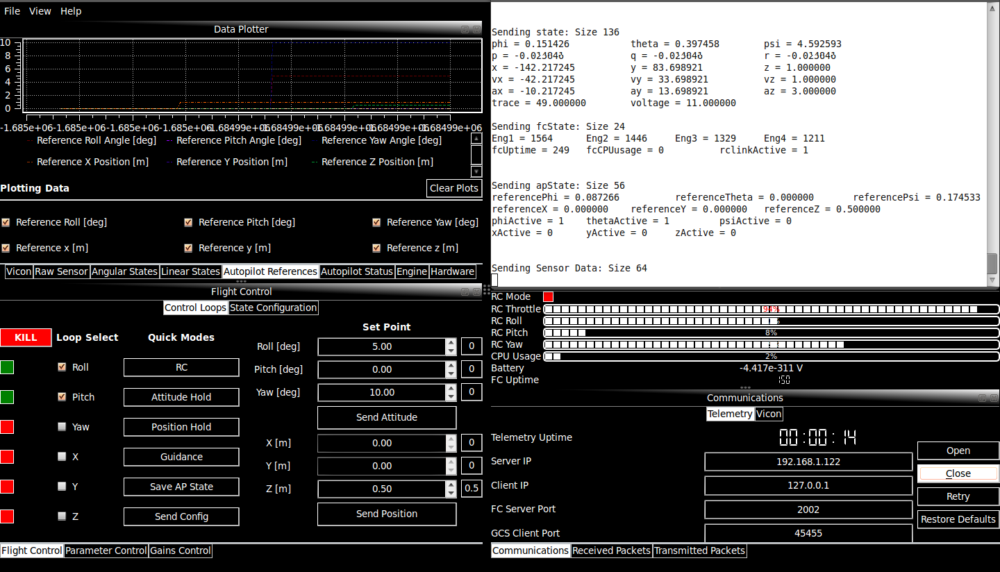 File View Help
Data Plotter
10
8
6
4
2
0
-1.685e+06 -1.685e+06 -1.685e+06 -1.685e+06 1.68499e+06 1.68499e+06 1.68499e+06 1.68499e+06
Reference Roll Angle [deg] Reference Pitch Angle [deg] Reference Yaw Angle [deg]
Reference X Position [m] Reference Y Position [m] Reference Z Position [m]
Plotting Data
Clear Plots
Reference Roll [deg] Reference Pitch [deg] Reference Yaw [deg]
Reference x [m] Reference y [m] Reference z [m]
Vicon Raw Sensor Angular States Linear States Autopilot References Autopilot Status Engine Hardware
Flight Control
Control Loops State Configuration
Set Point
KILL Loop Select Quick Modes
Roll [deg] 5.00 0
Roll RC
Pitch [deg] 0.00 0
Yaw [deg] 10.00 0
Pitch Attitude Hold
Send Attitude
Yaw Position Hold
X [m] 0.00 0
X Guidance
Y [m] 0.00 0
Y Save AP State
Z [m] 0.50 0.5
Z Send Config
Send Position
Flight Control Parameter Control Gains Control
Sending state: Size 136
phi = 0.151426 theta = 0.397458 psi = 4.592593
p = q = r =
x = -142.217245 y = 83.698921 z = 1.000000
vx = -42.217245 vy = 33.698921 vz = 1.000000
ax = -10.217245 ay = 13.698921 az = 3.000000
trace = 49.000000 voltage = 11.000000
Sending fcState: Size 24
Eng1 = 1564 Eng2 = 1446 Eng3 = 1329 Eng4 = 1211
fcUptime = 249 fcCPUusage = 0 rclinkActive = 1
Sending apState: Size 56
referencePhi = 0.087266 referenceTheta = 0.000000 referencePsi = 0.174533
referenceX = 0.000000 referenceY = 0.000000 referenceZ = 0.500000
phiActive = 1 thetaActive = 1 psiActive = 0
xActive = 0 yActive = 0 zActive = 0
Sending Sensor Data: Size 64
RC Mode
RC Throttle 94%
RC Roll
RC Pitch 8%
RC Yaw
CPU Usage 2%
Battery -4.417e-311 V
FC Uptime 150
Communications
Telemetry Vicon
Telemetry Uptime 00:00:14
Open
Server IP 192.168.1.122
Close
Client IP 127.0.0.1
Retry
FC Server Port 2002
Restore Defaults
GCS Client Port 45455
Communications Received Packets Transmitted Packets